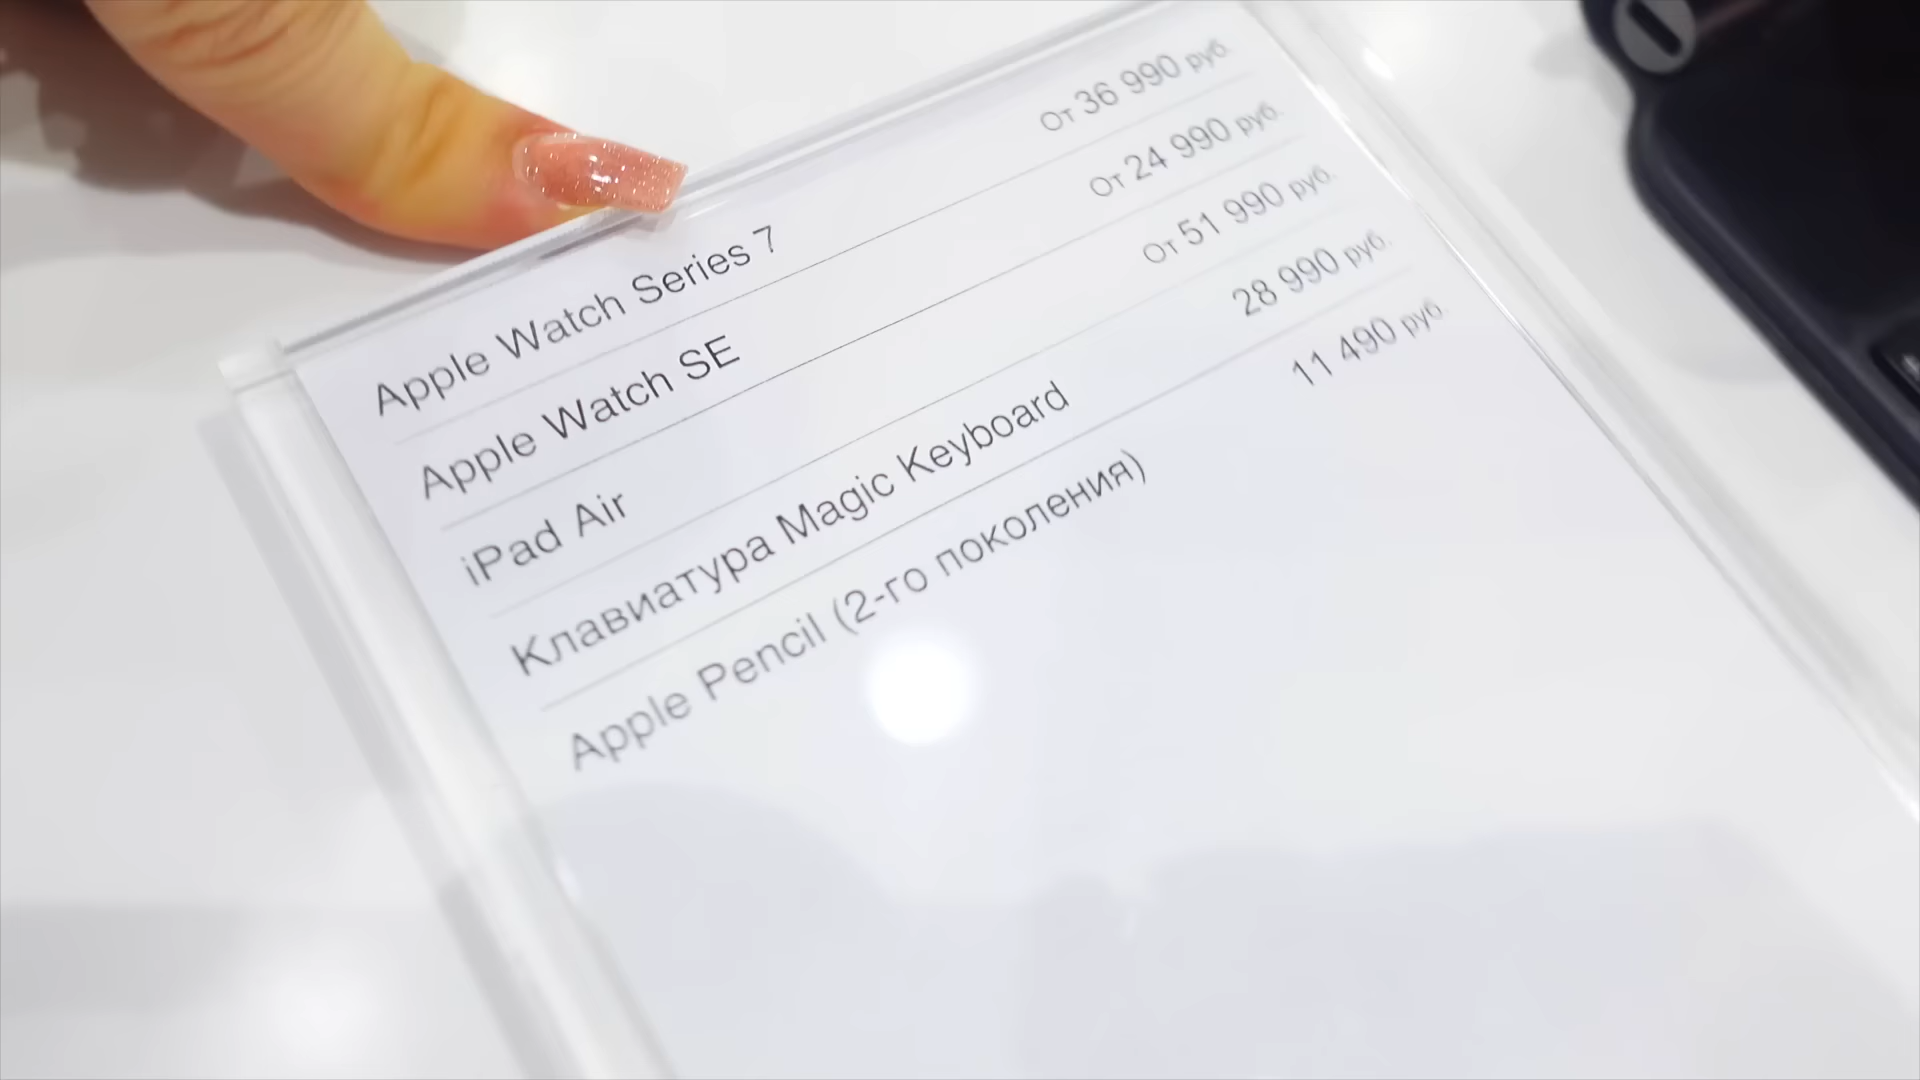 Apple Watch Series 7 От 36 990 руб.
Apple Watch SE От 24 990 руб.
iPad Air От 51 990 руб.
Клавиатура Magic Keyboard 28 990 руб.
Apple Pencil (2-го поколения) 11 490 руб.